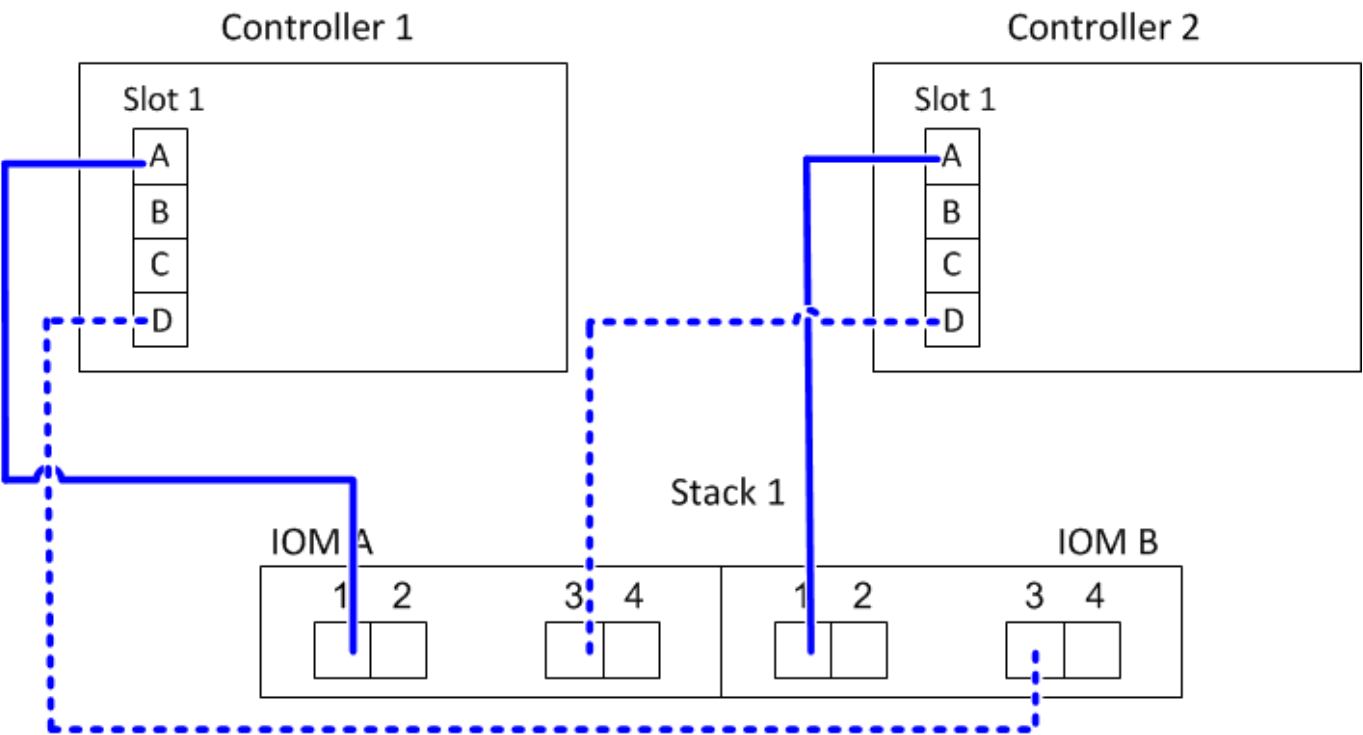 Controller 1
Controller 2
Slot 1
Slot 1
A
A
B
B
C
C
D
D
Stack 1
IOM A
IOM B
1 2 3 4 1 2 3 4